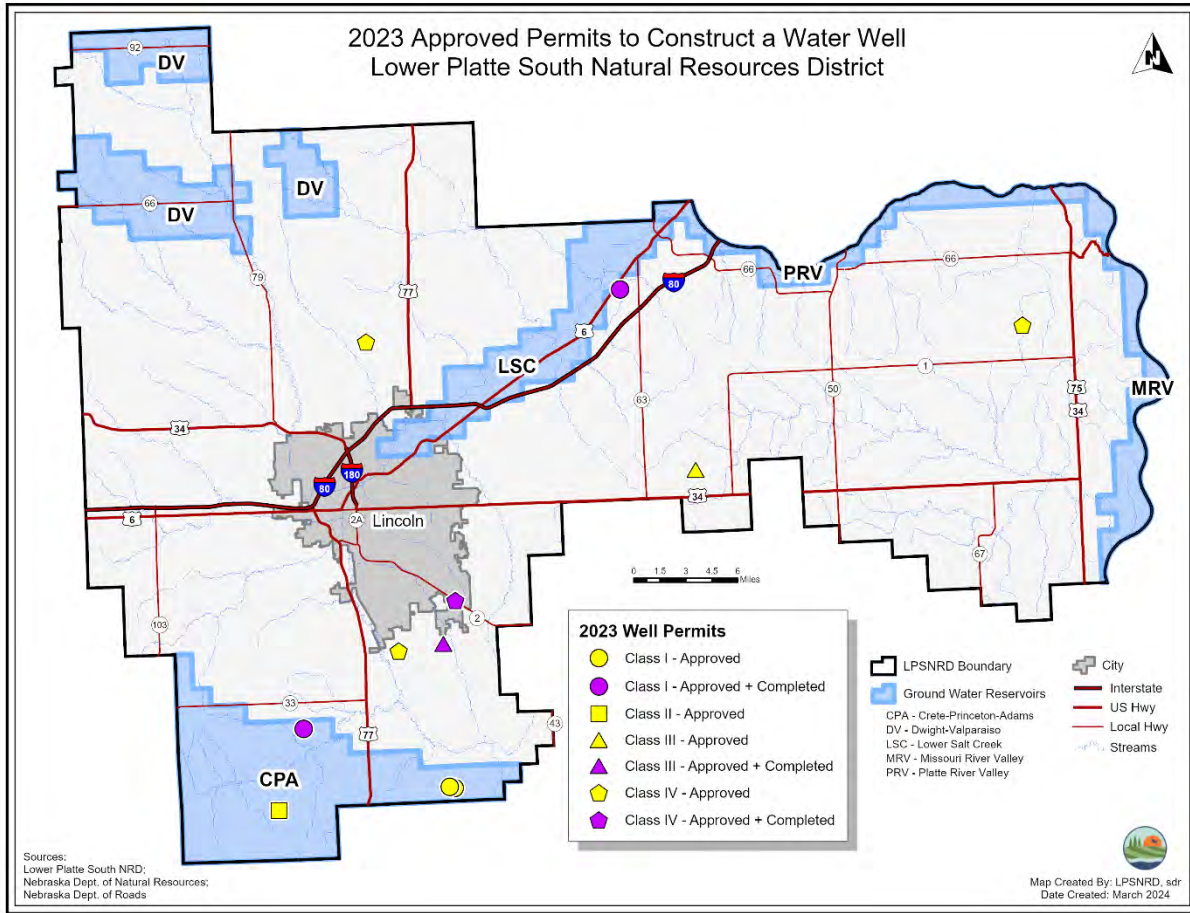 2023 Approved Permits to Construct a Water Well
Lower Platte South Natural Resources District
N
92
DV
DV
66
DV
79
77
66
PRV
66
80
6
LSC
1
63
50
75
34
MRV
34
180
80
34
6
2A
Lincoln
67
0 1.5 3 4.5 6
Miles
103
2
33
77
43
CPA
2023 Well Permits
Class I - Approved
Class I - Approved + Completed
Class II - Approved
Class III - Approved
Class III - Approved + Completed
Class IV - Approved
Class IV - Approved + Completed
LPSNRD Boundary
Ground Water Reservoirs
CPA - Crete-Princeton-Adams
DV - Dwight-Valparaiso
LSC - Lower Salt Creek
MRV - Missouri River Valley
PRV - Platte River Valley
City
Interstate
US Hwy
Local Hwy
Streams
Sources:
Lower Platte South NRD;
Nebraska Dept. of Natural Resources;
Nebraska Dept. of Roads
Map Created By: LPSNRD, sdr
Date Created: March 2024